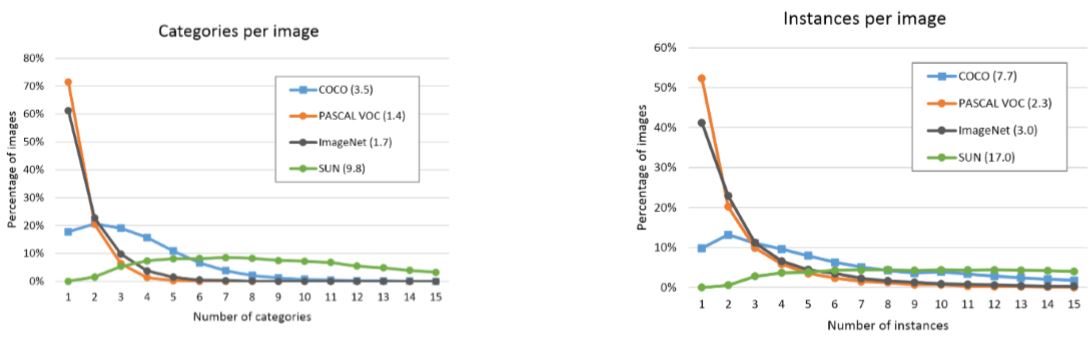 Categories per image
80%
70%
60%
50%
40%
30%
20%
10%
0%
Percentage of images
COCO (3.5)
PASCAL VOC (1.4)
ImageNet (1.7)
SUN (9.8)
1 2 3 4 5 6 7 8 9 10 11 12 13 14 15
Number of categories
Instances per image
60%
50%
40%
30%
20%
10%
0%
Percentage of images
COCO (7.7)
PASCAL VOC (2.3)
ImageNet (3.0)
SUN (17.0)
1 2 3 4 5 6 7 8 9 10 11 12 13 14 15
Number of instances